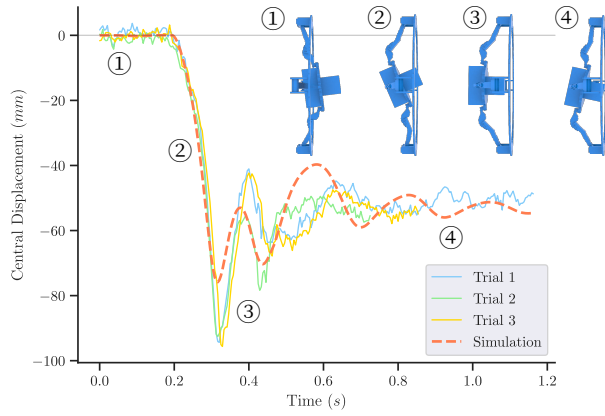 ① ② ③ ④
0
−20
−40
−60
−80
−100
Central Displacement (mm)
①
②
③
④
Trial 1
Trial 2
Trial 3
Simulation
0.0 0.2 0.4 0.6 0.8 1.0 1.2
Time (s)